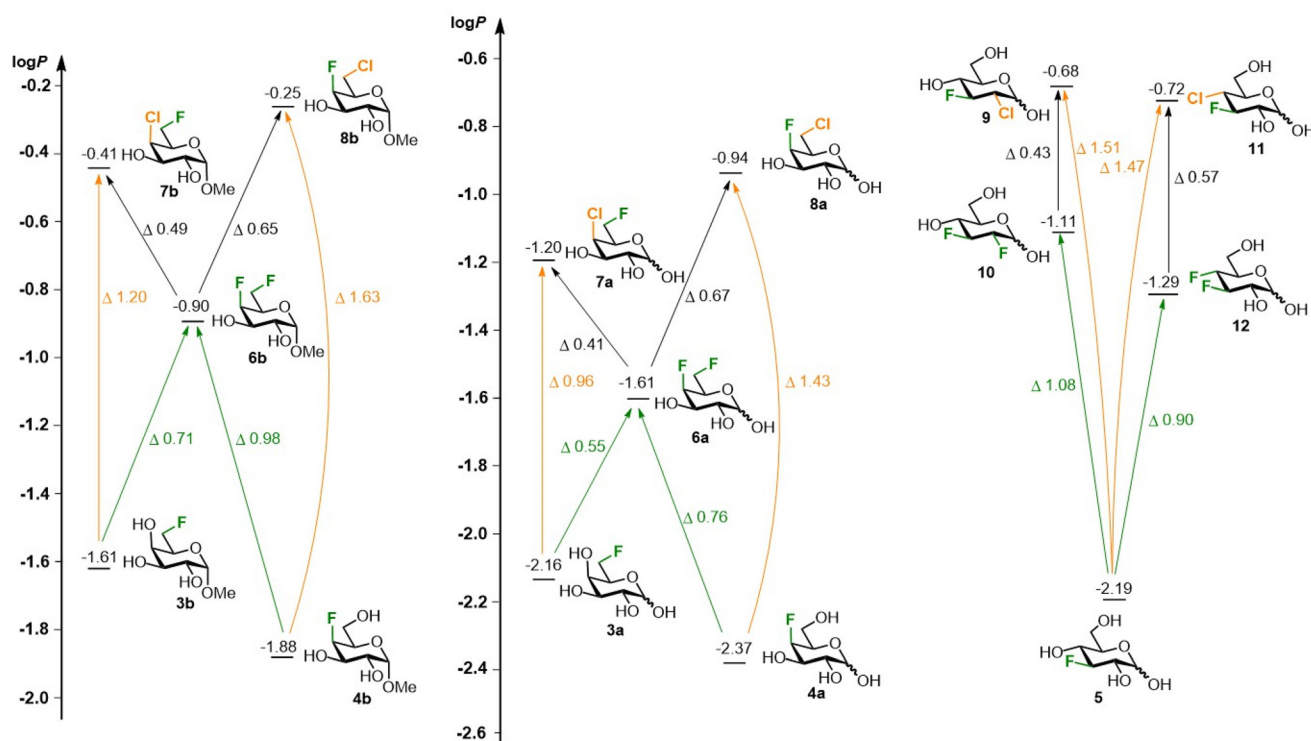 logP
-0.2
-0.4
-0.6
-0.8
-1.0
-1.2
-1.4
-1.6
-1.8
-2.0
-0.25
F
Cl
HO
O
HO
OMe
8b
-0.41
Cl
F
HO
O
HO
OMe
7b
Δ 0.49
Δ 0.65
Δ 1.20
Δ 1.63
-0.90
F
F
HO
O
HO
OMe
6b
Δ 0.71
Δ 0.98
-1.61
HO
F
HO
O
HO
OMe
3b
-1.88
F
OH
HO
O
HO
OMe
4b
logP
-0.6
-0.8
-1.0
-1.2
-1.4
-1.6
-1.8
-2.0
-2.2
-2.4
-2.6
-0.94
F
Cl
HO
O
HO
OH
8a
-1.20
Cl
F
HO
O
HO
OH
7a
Δ 0.67
Δ 0.41
Δ 0.96
Δ 1.43
-1.61
F
F
HO
O
HO
OH
6a
Δ 0.55
Δ 0.76
-2.16
HO
F
HO
O
HO
OH
3a
-2.37
F
OH
HO
O
HO
OH
4a
OH
HO
O
F
Cl
OH
9
-0.68
-0.72
OH
Cl
O
F
HO
OH
11
Δ 0.43
Δ 1.51
Δ 1.47
Δ 0.57
OH
HO
O
F
F
OH
10
-1.11
-1.29
OH
F
O
F
HO
OH
12
Δ 1.08
Δ 0.90
-2.19
OH
HO
O
F
HO
OH
5